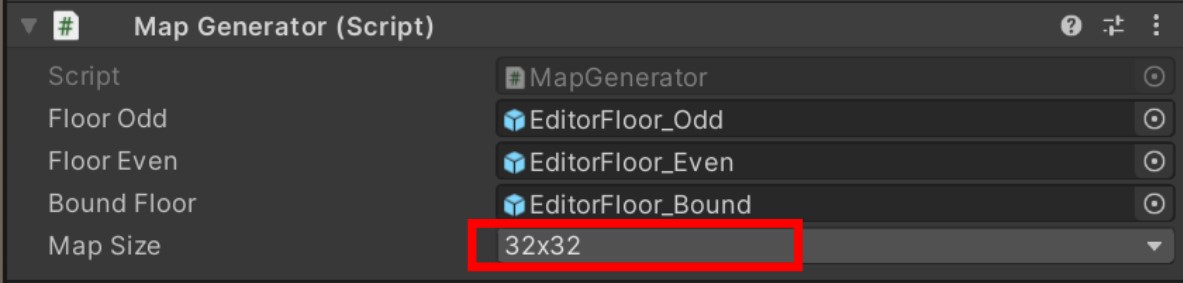 Map Generator (Script)
Script MapGenerator
Floor Odd EditorFloor_Odd
Floor Even EditorFloor_Even
Bound Floor EditorFloor_Bound
Map Size 32x32